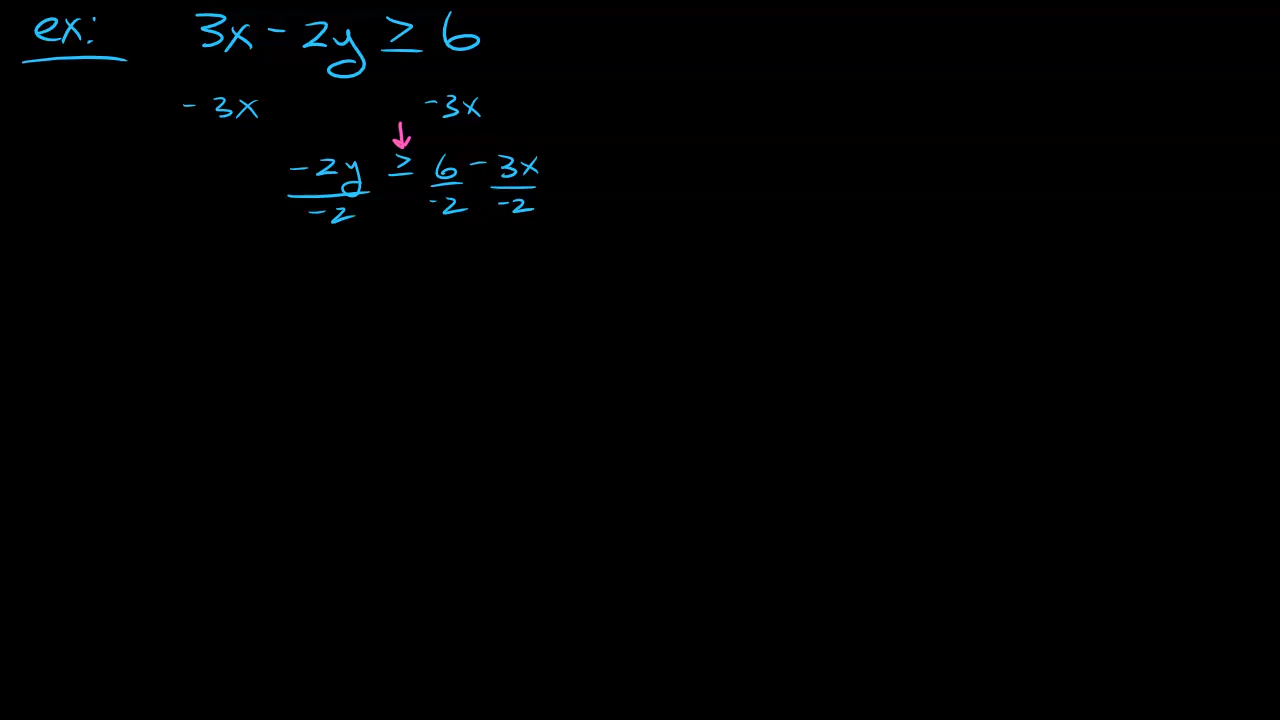 ex: 3x - 2y ≥ 6
- 3x -3x
-2y ≥ 6 - 3x
-2 -2 -2